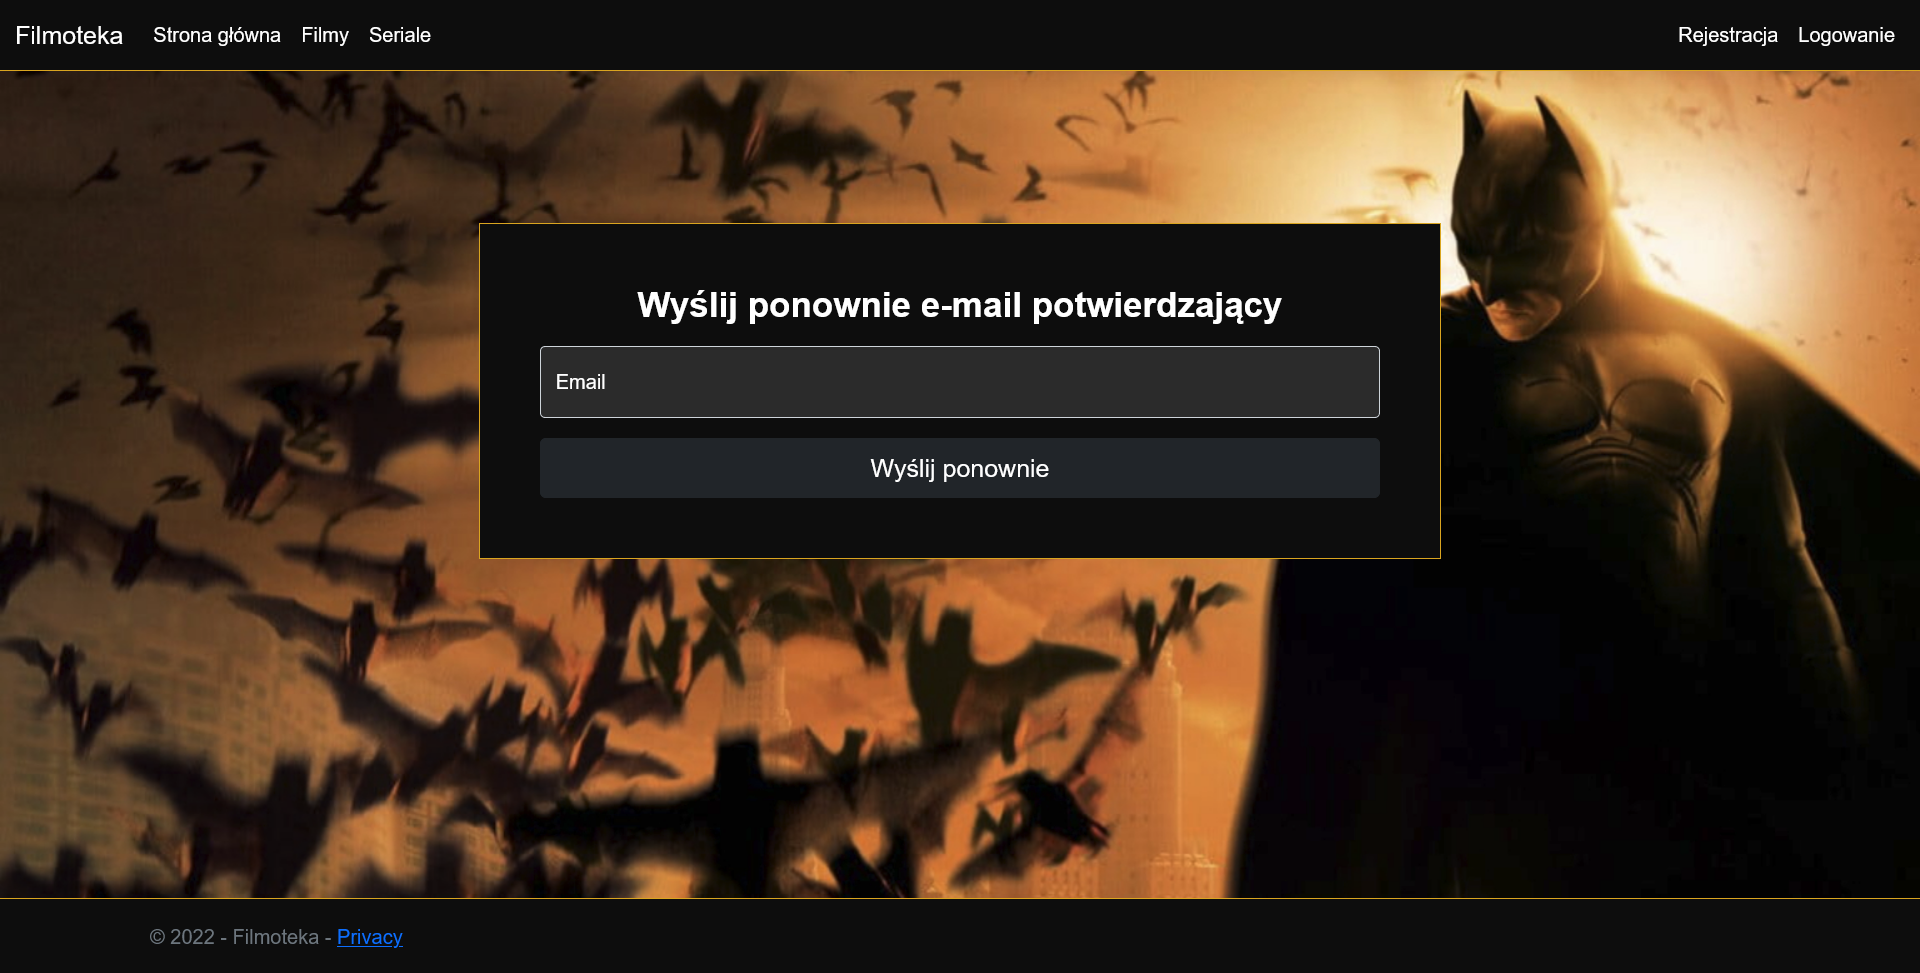 Filmoteka Strona główna Filmy Seriale Rejestracja Logowanie
Wyślij ponownie e-mail potwierdzający
Email
Wyślij ponownie
© 2022 - Filmoteka - Privacy